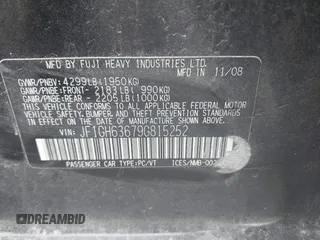 MFD BY FUJI HEAVY INDUSTRIES LTD.
MFD IN 11/08
GVWR/PNBV: 4299LB(1950KG)
GAWR/PNBE:FRONT- 2183LB( 990KG)
GAWR/PNBE:REAR - 2205LB(1000KG)
THIS VEHICLE CONFORMS TO ALL APPLICABLE
FEDERAL MOTOR VEHICLE SAFETY,
BUMPER AND THEFT PREVENTION STANDARDS
IN EFFECT ON THE DATE OF
MANUFACTURE SHOWN ABOVE.
VIN: JF1GH63679G815252
PASSENGER CAR TYPE:PC/VT ICES/NMB-002
DREAMBID